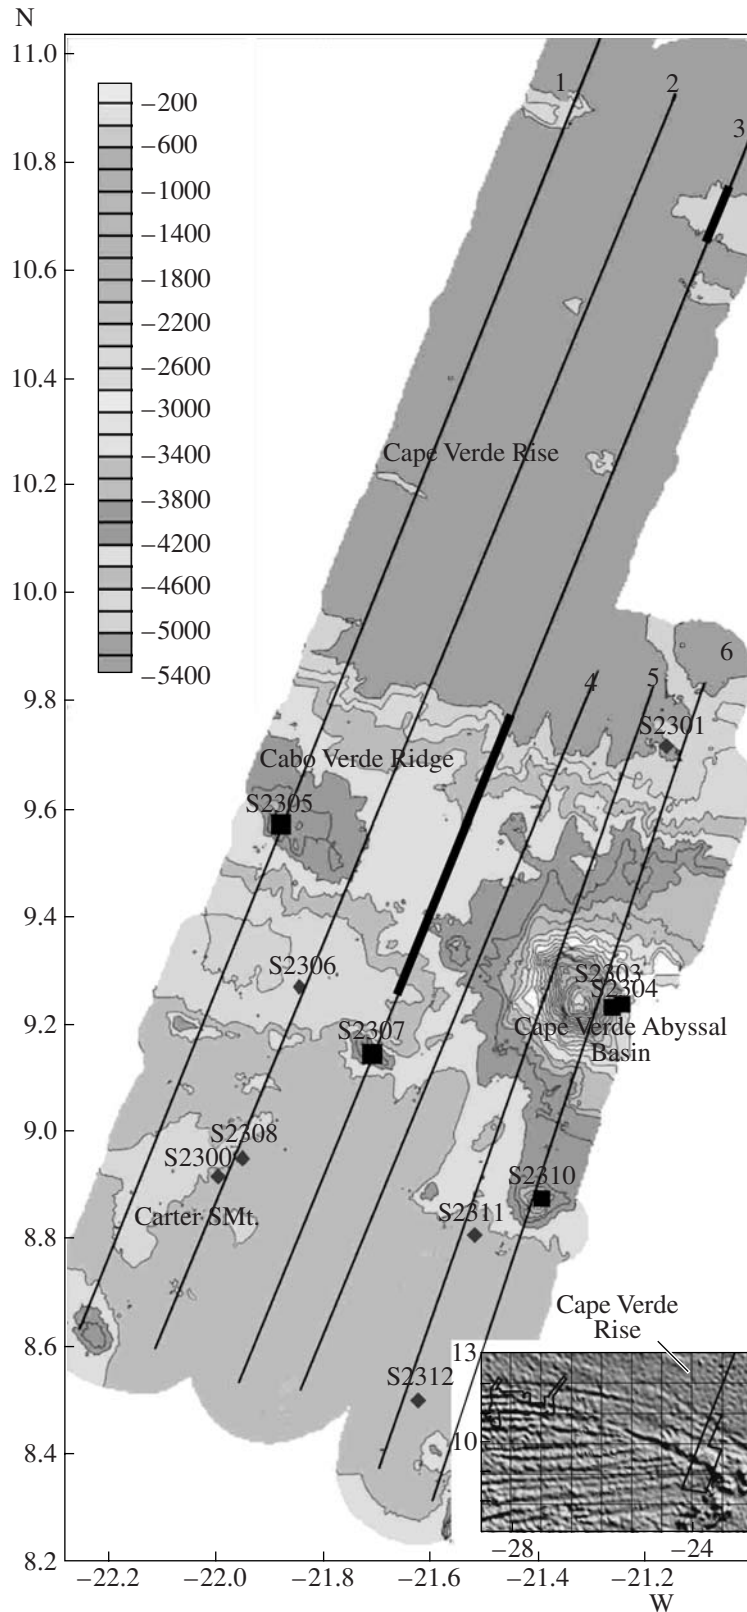 N
11.0
10.8
10.6
10.4
10.2
10.0
9.8
9.6
9.4
9.2
9.0
8.8
8.6
8.4
8.2
−200
−600
−1000
−1400
−1800
−2200
−2600
−3000
−3400
−3800
−4200
−4600
−5000
−5400
1
2
3
Cape Verde Rise
6
4
5
S2301
Cabo Verde Ridge
S2305
S2306
S2303
S2304
S2307
Cape Verde Abyssal
Basin
S2308
S2300
S2310
Carter SMt.
S2311
Cape Verde
Rise
13
S2312
10
−28
−24
−22.2
−22.0
−21.8
−21.6
−21.4
−21.2
W